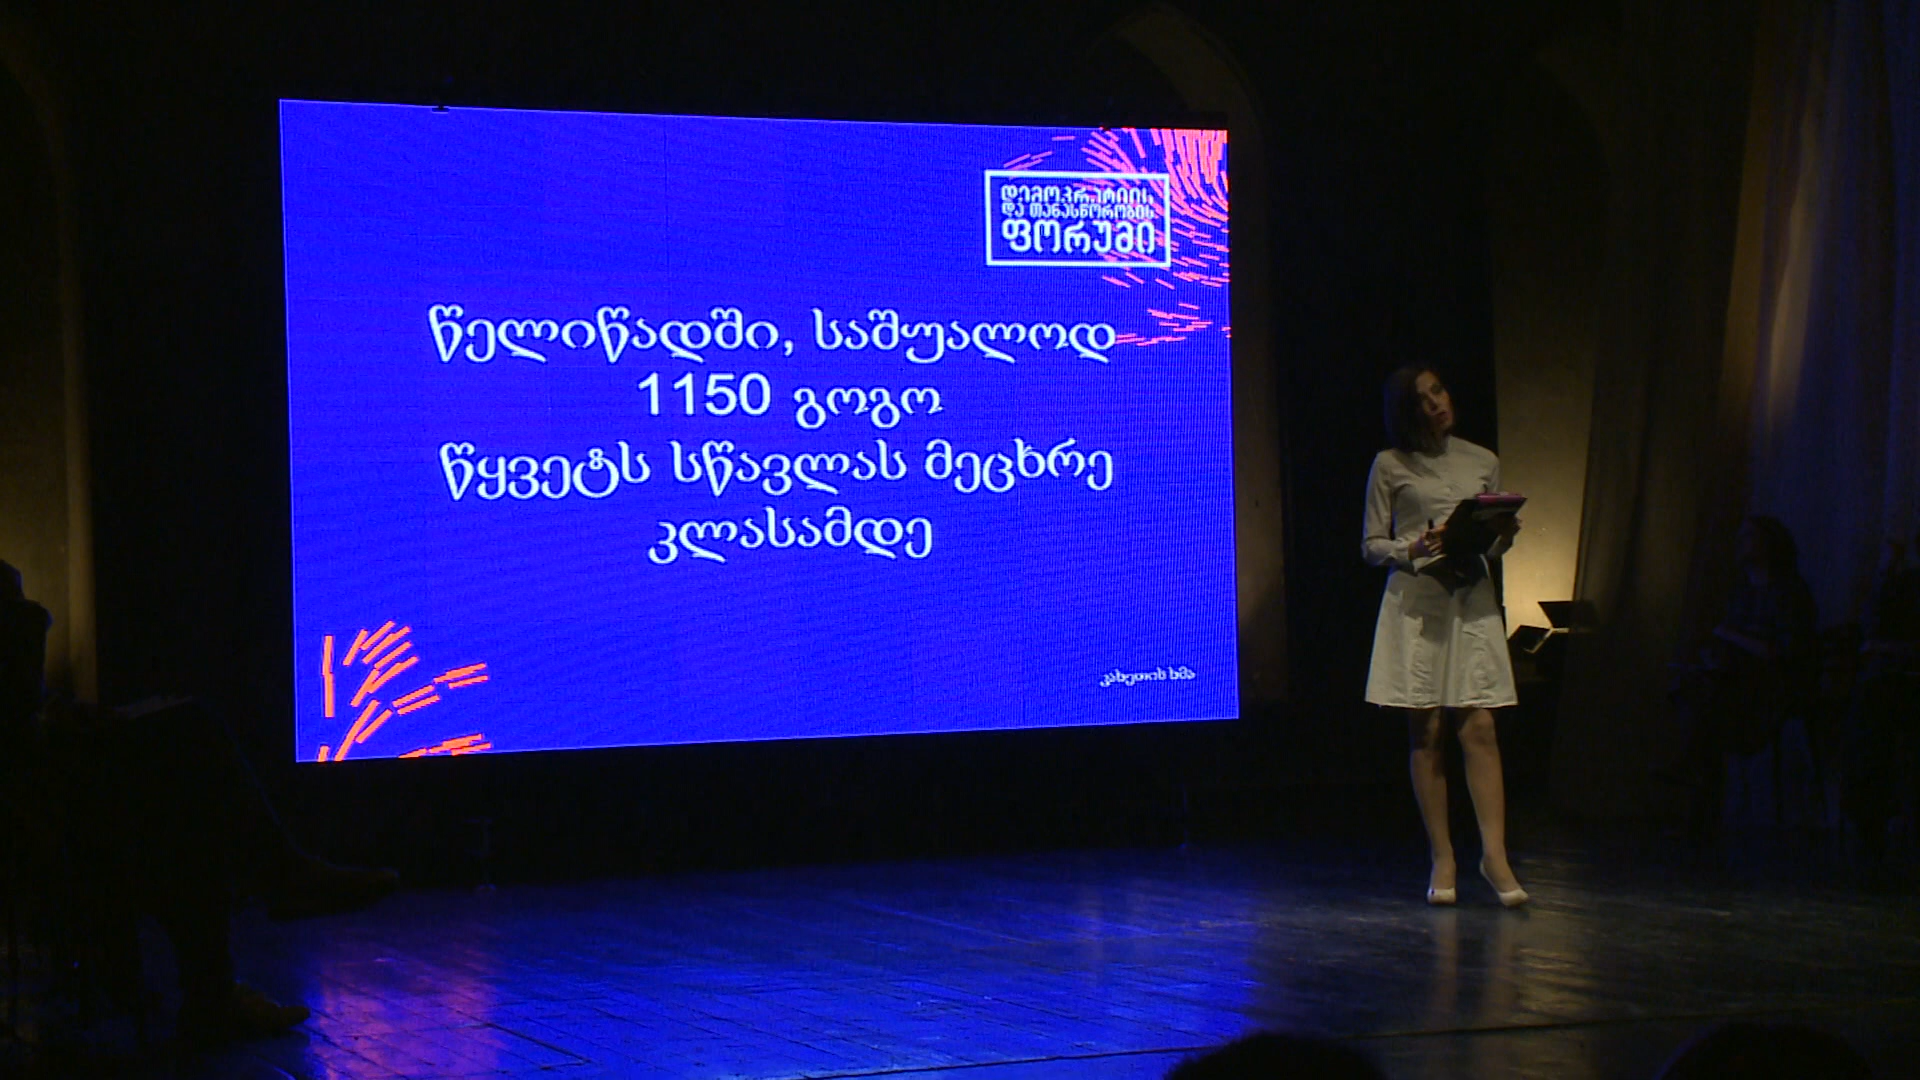 დემოკრატიის
და თანასწორობის
ფორუმი
წელიწადში, საშუალოდ
1150 გოგო
წყვეტს სწავლას მეცხრე
კლასამდე
კახეთის ხმა